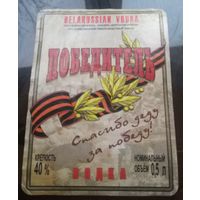 BELARUSSIAN VODKA
ПОБЕДИТЕЛЬ
Спасибо деду
за победу!
КРЕПОСТЬ
40 %
НОМИНАЛЬНЫЙ
ОБЪЕМ 0,5 л
ВОДКА